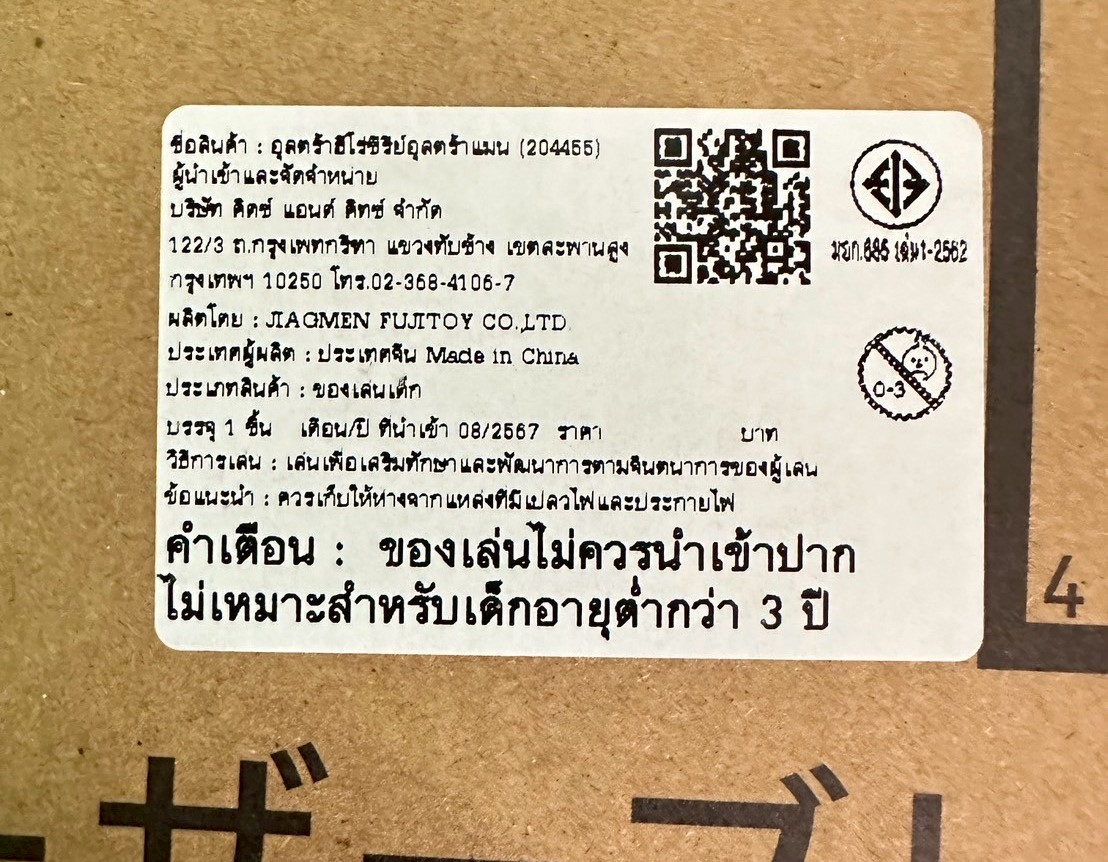 ชื่อสินค้า : อุลตร้าฮีโร่ซีรีย์อุลตร้าแมน (204455)
ผู้นำเข้าและจัดจำหน่าย
บริษัท คิดซ์ แอนด์ คิทซ์ จำกัด
122/3 ถ.กรุงเทพกรีฑา แขวงทับช้าง เขตสะพานสูง
กรุงเทพฯ 10250 โทร.02-368-4106-7
ผลิตโดย : JIAGMEN FUJITOY CO.,LTD
ประเทศผู้ผลิต : ประเทศจีน Made in China
ประเภทสินค้า : ของเล่นเด็ก
บรรจุ 1 ชิ้น เดือน/ปี ที่นำเข้า 08/2567 ราคา บาท
วิธีการเล่น : เล่นเพื่อเสริมทักษาและพัฒนาการตามจินตนาการของผู้เล่น
ข้อแนะนำ : ควรเก็บให้ห่างจากแหล่งที่มีเปลวไฟและประกายไฟ
คำเตือน : ของเล่นไม่ควรนำเข้าปาก
ไม่เหมาะสำหรับเด็กอายุต่ำกว่า 3 ปี
มอก.685 เล่ม1-2562
0-3
4